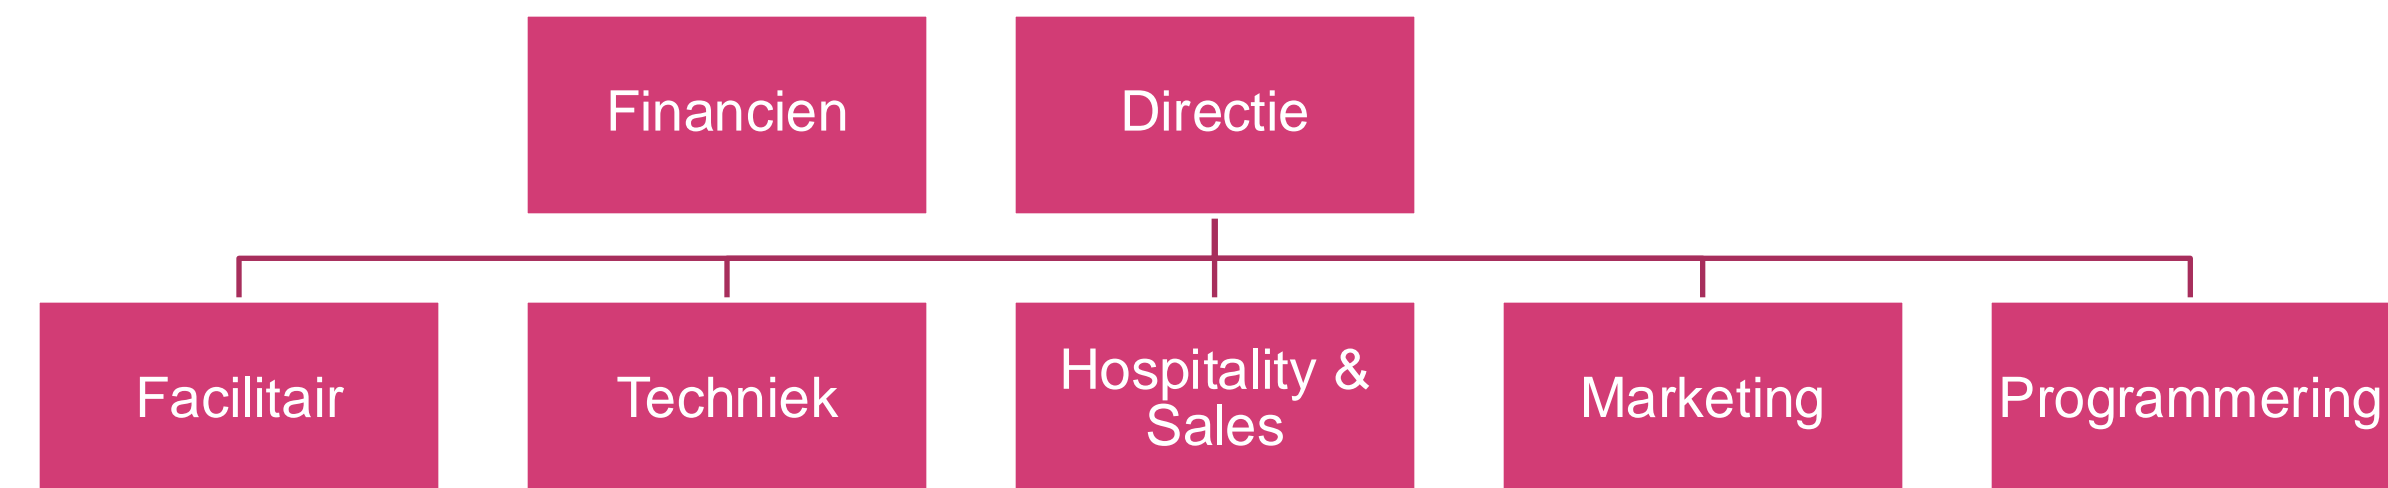 Financien
Directie
Facilitair
Techniek
Hospitality &
Sales
Marketing
Programmering